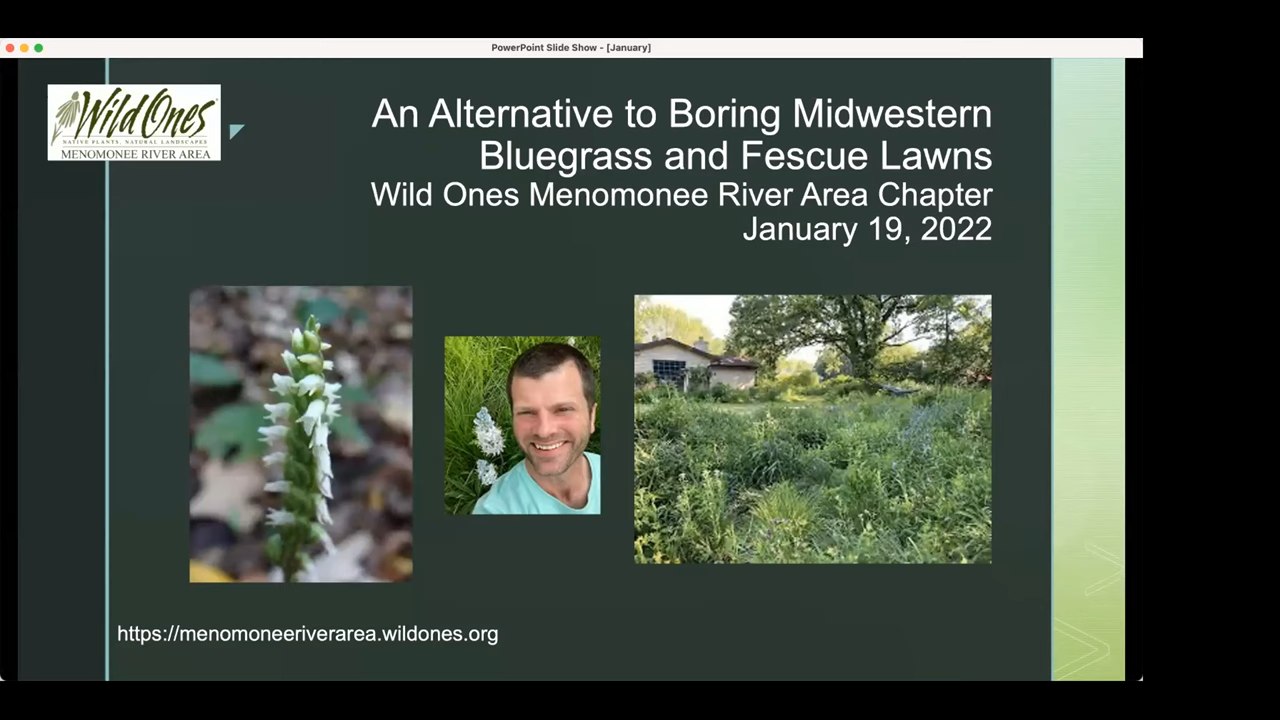 PowerPoint Slide Show - [January]
Wild Ones
NATIVE PLANTS, NATURAL LANDSCAPES
MENOMONEE RIVER AREA
An Alternative to Boring Midwestern
Bluegrass and Fescue Lawns
Wild Ones Menomonee River Area Chapter
January 19, 2022
https://menomoneeriverarea.wildones.org